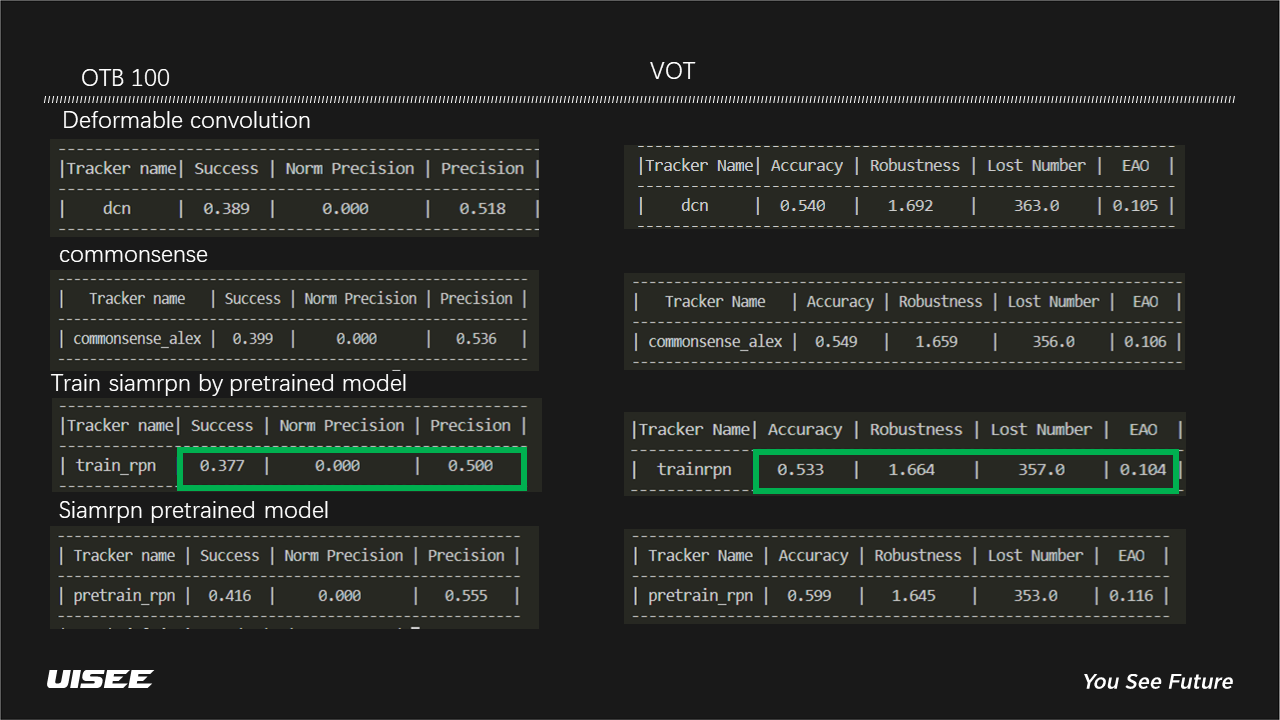 OTB 100
VOT
Deformable convolution
|Tracker name| Success | Norm Precision | Precision |
| dcn | 0.389 | 0.000 | 0.518 |
|Tracker Name| Accuracy | Robustness | Lost Number | EAO |
| dcn | 0.540 | 1.692 | 363.0 | 0.105 |
commonsense
| Tracker name | Success | Norm Precision | Precision |
| commonsense_alex | 0.399 | 0.000 | 0.536 |
| Tracker Name | Accuracy | Robustness | Lost Number | EAO |
| commonsense_alex | 0.549 | 1.659 | 356.0 | 0.106 |
Train siamrpn by pretrained model
|Tracker name| Success | Norm Precision | Precision |
| train_rpn | 0.377 | 0.000 | 0.500 |
|Tracker Name| Accuracy | Robustness | Lost Number | EAO |
| trainrpn | 0.533 | 1.664 | 357.0 | 0.104 |
Siamrpn pretrained model
| Tracker name | Success | Norm Precision | Precision |
| pretrain_rpn | 0.416 | 0.000 | 0.555 |
| Tracker Name | Accuracy | Robustness | Lost Number | EAO |
| pretrain_rpn | 0.599 | 1.645 | 353.0 | 0.116 |
UISEE
You See Future